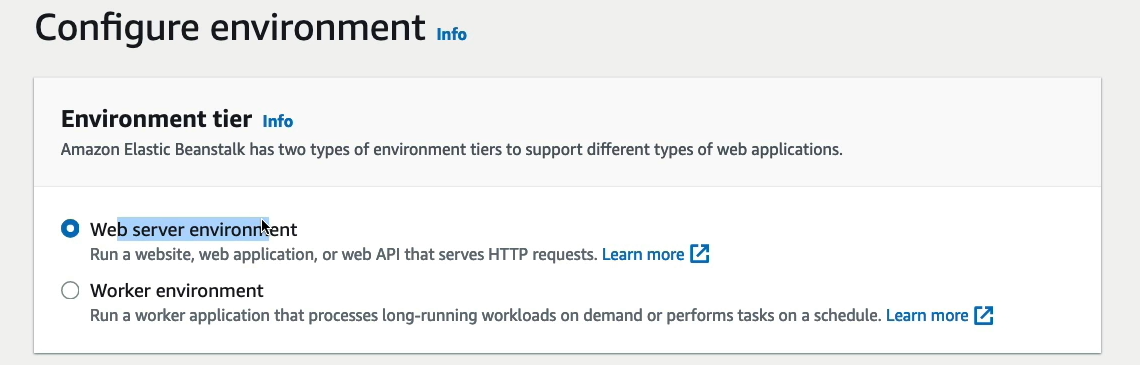 Configure environment Info
Environment tier Info
Amazon Elastic Beanstalk has two types of environment tiers to support different types of web applications.
Web server environment
Run a website, web application, or web API that serves HTTP requests. Learn more
Worker environment
Run a worker application that processes long-running workloads on demand or performs tasks on a schedule. Learn more